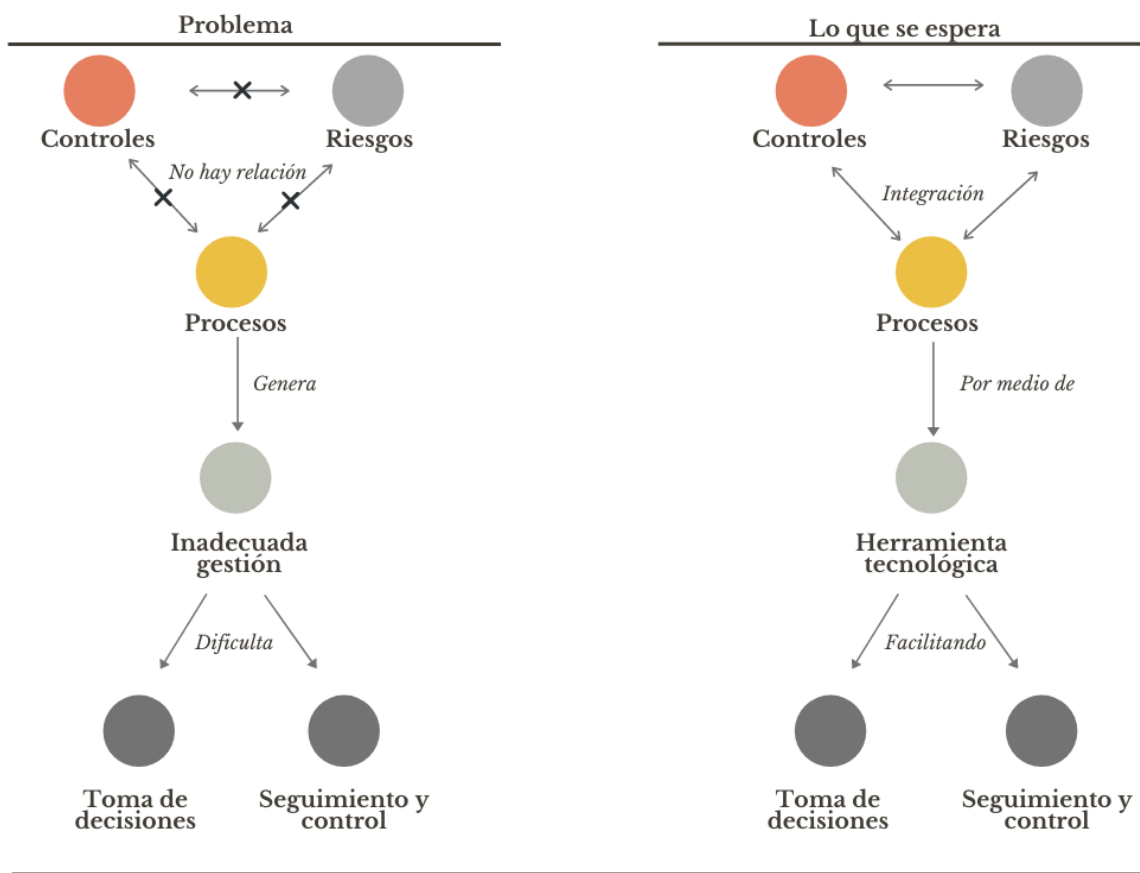 Problema
Controles
Riesgos
No hay relación
Procesos
Genera
Inadecuada
gestión
Dificulta
Toma de
decisiones
Seguimiento y
control
Lo que se espera
Controles
Riesgos
Integración
Procesos
Por medio de
Herramienta
tecnológica
Facilitando
Toma de
decisiones
Seguimiento y
control